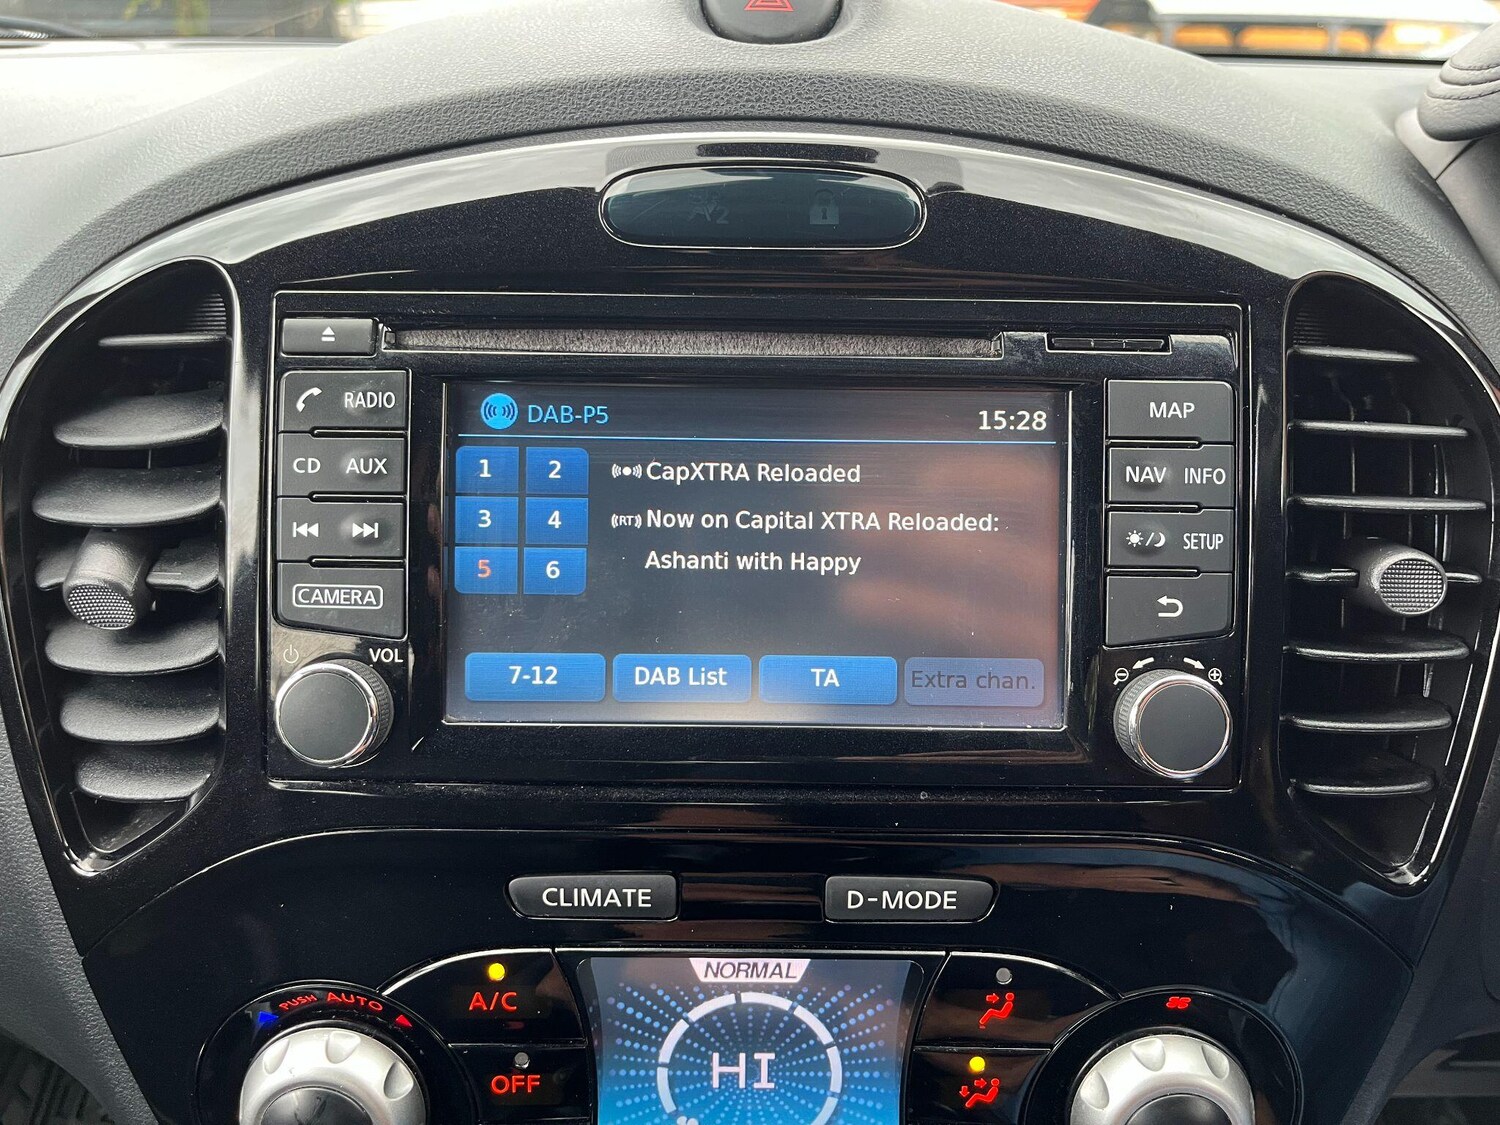 RADIO
CD AUX
CAMERA
VOL
DAB-P5 15:28
1 2
3 4
5 6
CapXTRA Reloaded
(RT) Now on Capital XTRA Reloaded:
Ashanti with Happy
7-12 DAB List TA Extra chan.
MAP
NAV INFO
SETUP
CLIMATE D-MODE
NORMAL
HI
PUSH AUTO
A/C
OFF